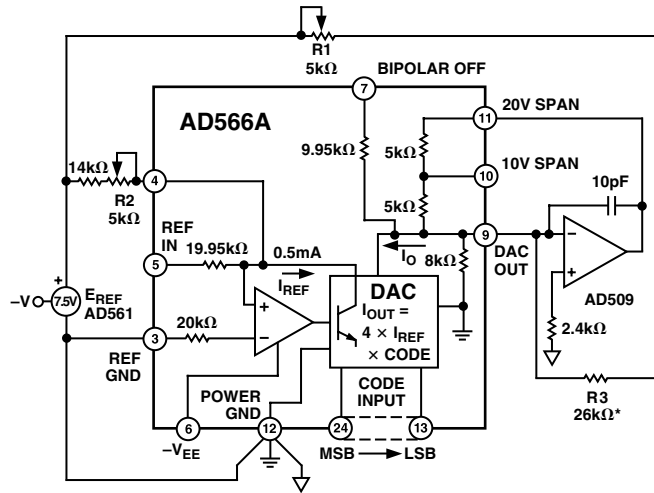 R1
5kΩ
BIPOLAR OFF
7
AD566A
20V SPAN
11
9.95kΩ
5kΩ
10V SPAN
10
5kΩ
14kΩ
R2
5kΩ
4
REF
IN
5
19.95kΩ
0.5mA
IREF
IO
8kΩ
9
DAC
OUT
10pF
–
+
AD509
2.4kΩ
R3
26kΩ*
+
–V
7.5V
EREF
AD561
3
REF
GND
20kΩ
+
–
DAC
IOUT =
4 × IREF
× CODE
POWER
GND
CODE
INPUT
6
–VEE
12
24
13
MSB
LSB